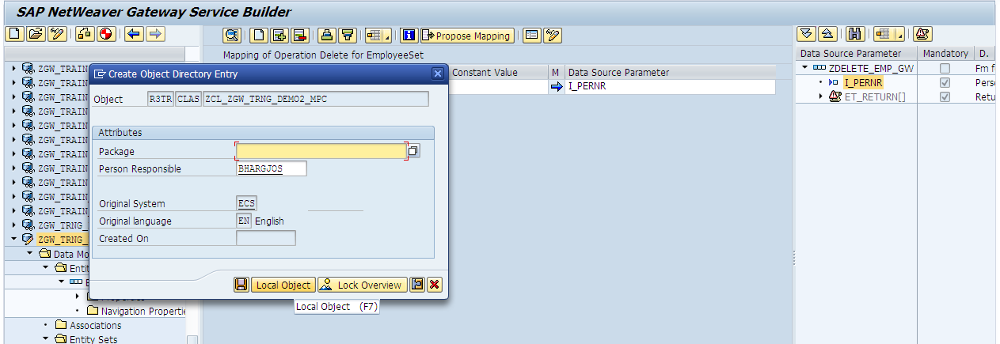 SAP NetWeaver Gateway Service Builder
Propose Mapping
Mapping of Operation Delete for EmployeeSet
Constant Value M Data Source Parameter
I_PERNR
Data Source Parameter Mandatory D.
ZDELETE_EMP_GW Fm f
I_PERNR Pers
ET_RETURN[] Retu
ZGW_TRAIN
ZGW_TRAIN
ZGW_TRAIN
ZGW_TRAIN
ZGW_TRAIN
ZGW_TRAIN
ZGW_TRAIN
ZGW_TRAIN
ZGW_TRAIN
ZGW_TRAIN
ZGW_TRAIN
ZGW_TRNG_
ZGW_TRNG_
Data Mo
Entit
E
Navigation Propertie
Associations
Entity Sets
Create Object Directory Entry
Object R3TR CLAS ZCL_ZGW_TRNG_DEMO2_MPC
Attributes
Package
Person Responsible BHARGJOS
Original System ECS
Original language EN English
Created On
Local Object Lock Overview
Local Object (F7)